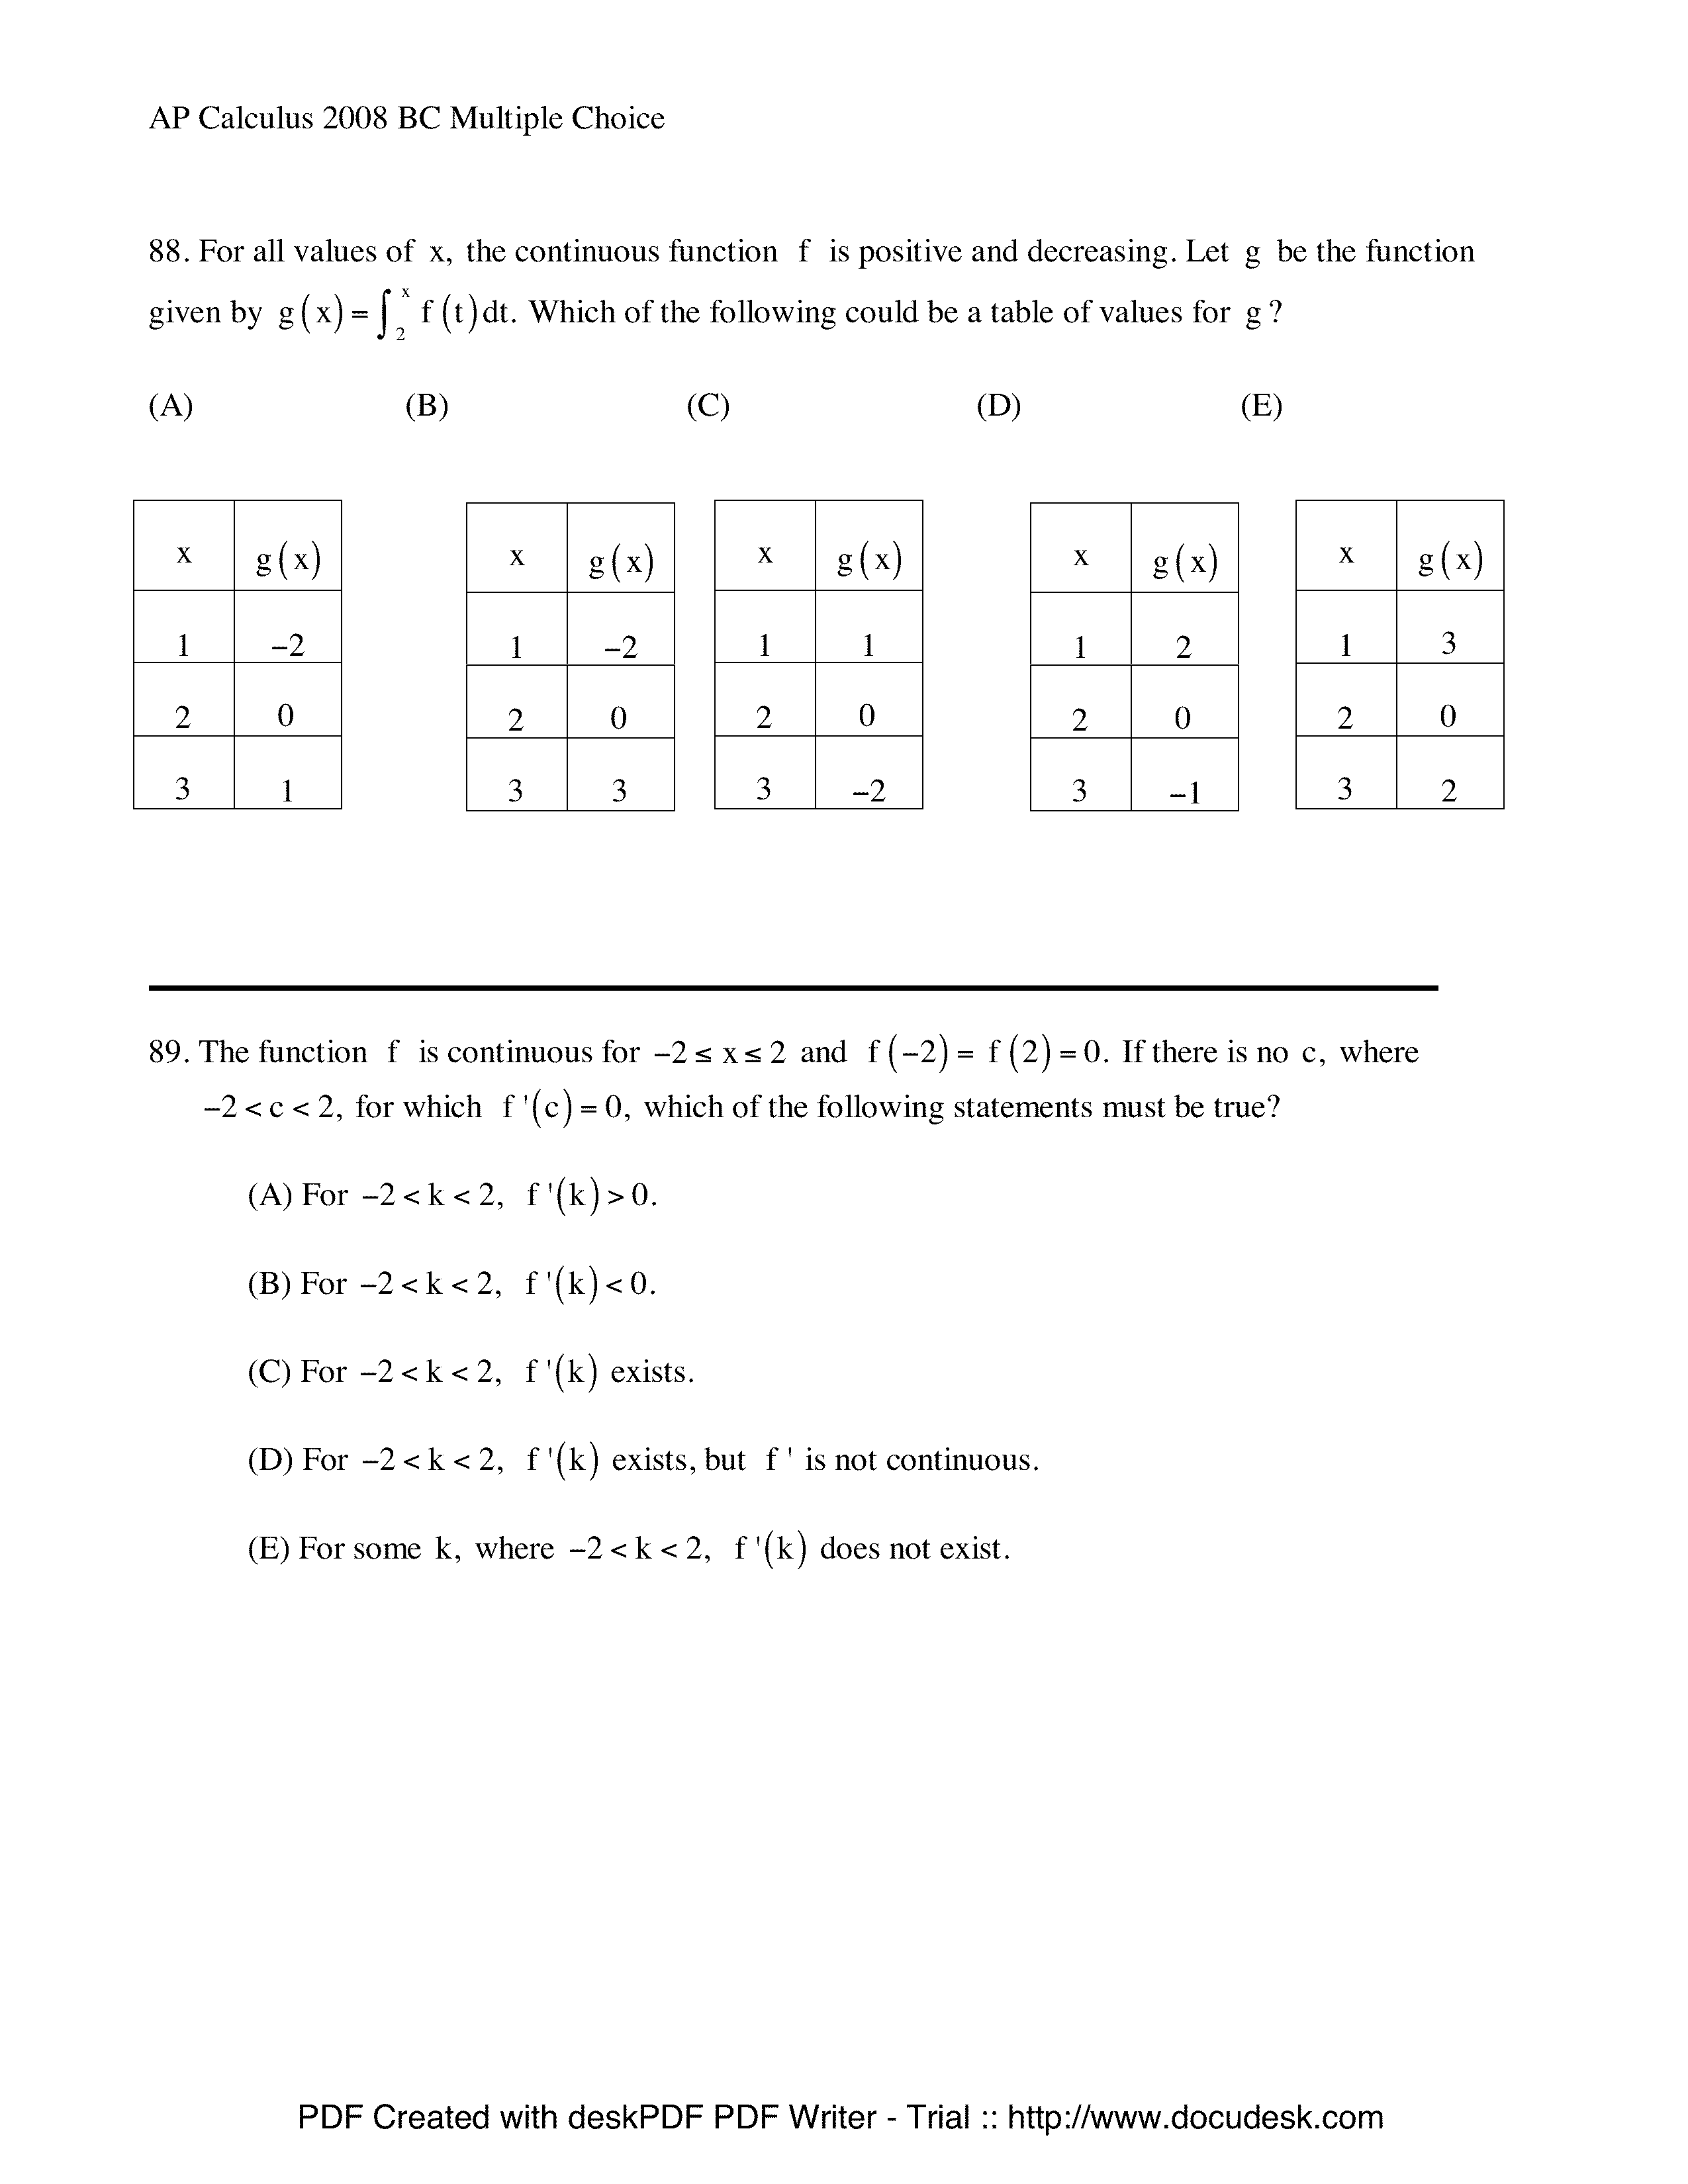 AP Calculus 2008 BC Multiple Choice
88. For all values of x, the continuous function f is positive and decreasing. Let g be the function
given by g(x) = ∫₂ˣ f(t)dt. Which of the following could be a table of values for g?
(A) (B) (C) (D) (E)
x g(x) x g(x) x g(x) x g(x) x g(x)
1 −2 1 −2 1 1 1 2 1 3
2 0 2 0 2 0 2 0 2 0
3 1 3 3 3 −2 3 −1 3 2
89. The function f is continuous for −2 ≤ x ≤ 2 and f(−2) = f(2) = 0. If there is no c, where
−2 < c < 2, for which f '(c) = 0, which of the following statements must be true?
(A) For −2 < k < 2, f '(k) > 0.
(B) For −2 < k < 2, f '(k) < 0.
(C) For −2 < k < 2, f '(k) exists.
(D) For −2 < k < 2, f '(k) exists, but f ' is not continuous.
(E) For some k, where −2 < k < 2, f '(k) does not exist.
PDF Created with deskPDF PDF Writer - Trial :: http://www.docudesk.com